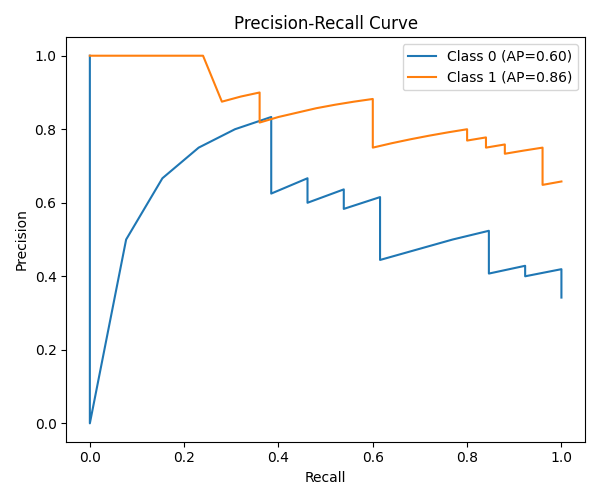 Precision-Recall Curve
Class 0 (AP=0.60)
Class 1 (AP=0.86)
Precision
1.0
0.8
0.6
0.4
0.2
0.0
0.0 0.2 0.4 0.6 0.8 1.0
Recall